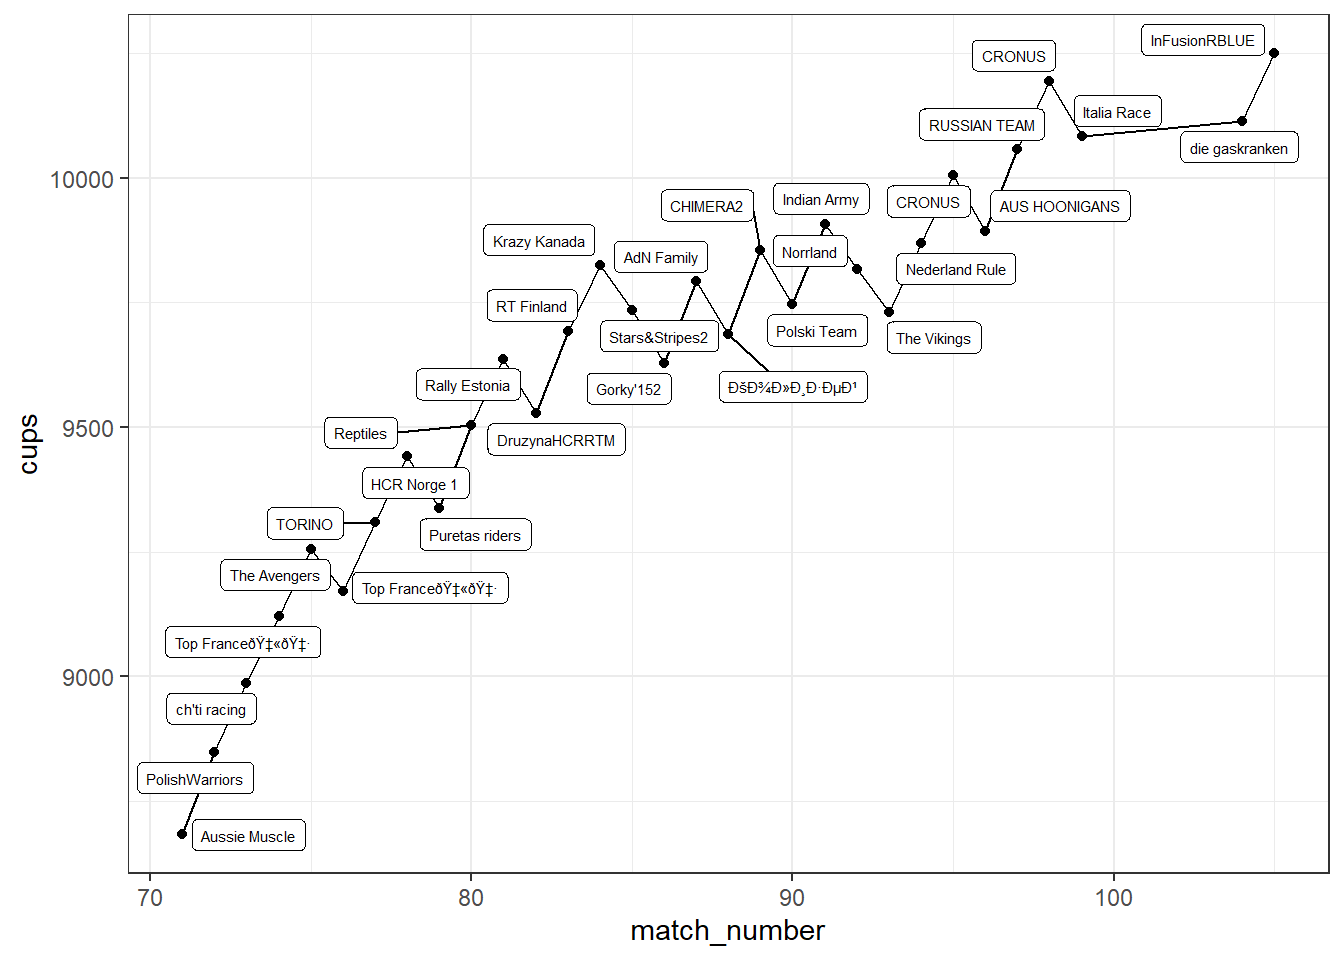 InFusionRBLUE
CRONUS
Italia Race
RUSSIAN TEAM
die gaskranken
10000
CHIMERA2
Indian Army
CRONUS
AUS HOONIGANS
Krazy Kanada
AdN Family
Norrland
Nederland Rule
RT Finland
Stars&Stripes2
Polski Team
The Vikings
Rally Estonia
Gorky'152
ÐšÐ¾Ð»Ð¸Ð·ÐµÐ¹
9500
Reptiles
DruzynaHCRRTM
HCR Norge 1
TORINO
Puretas riders
The Avengers
Top FranceðŸ‡«ðŸ‡·
Top FranceðŸ‡«ðŸ‡·
9000
ch'ti racing
PolishWarriors
Aussie Muscle
70
80
90
100
match_number
cups